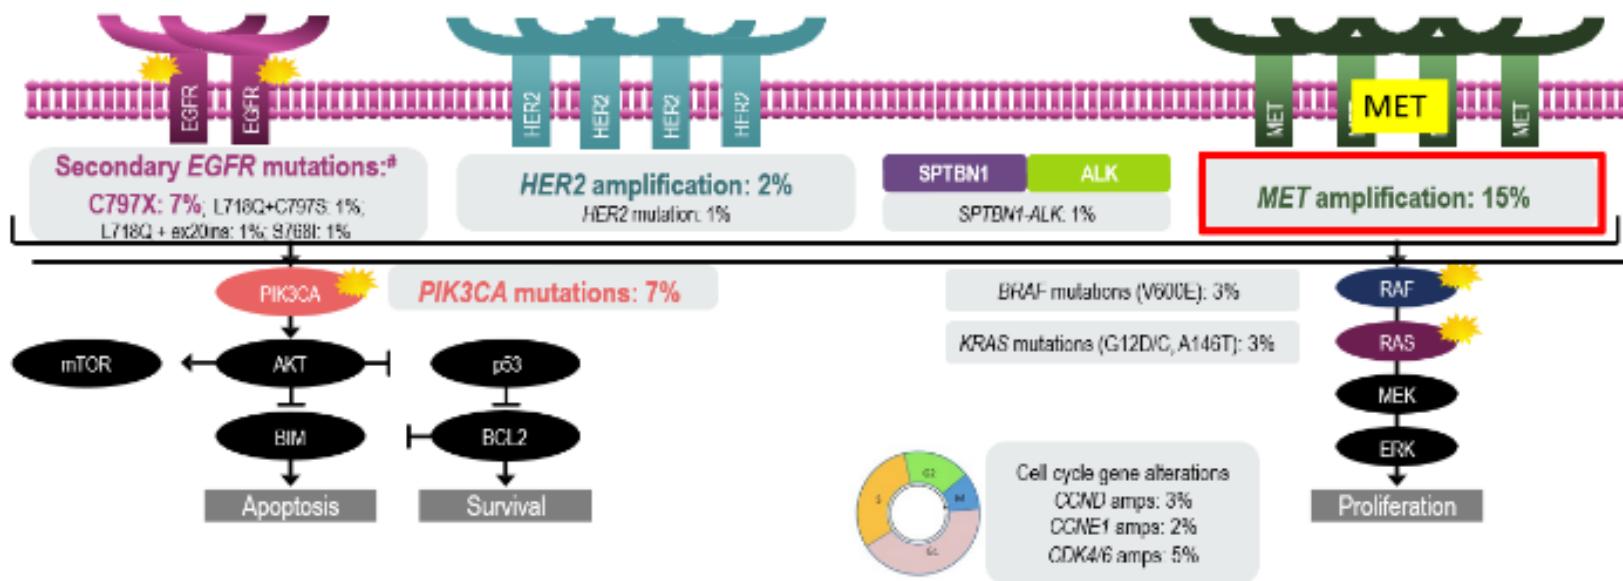 EGFR
EGFR
HER2
HER2
HER2
HER2
MET
MET
MET
Secondary EGFR mutations:#
C797X: 7%; L718Q+C797S: 1%;
L718Q + ex20ins: 1%; S768I: 1%
HER2 amplification: 2%
HER2 mutation: 1%
SPTBN1
ALK
SPTBN1-ALK: 1%
MET amplification: 15%
PIK3CA
PIK3CA mutations: 7%
BRAF mutations (V600E): 3%
RAF
KRAS mutations (G12D/C, A146T): 3%
RAS
mTOR
AKT
p53
MEK
BIM
BCL2
ERK
Apoptosis
Survival
S
G2
M
G1
Cell cycle gene alterations
CCND amps: 3%
CCNE1 amps: 2%
CDK4/6 amps: 5%
Proliferation